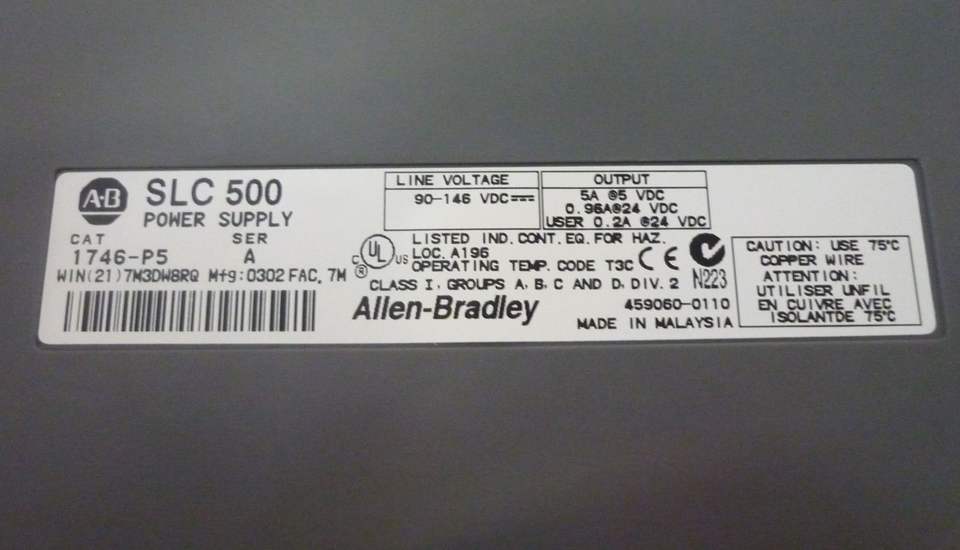 A·B
SLC 500
POWER SUPPLY
CAT SER
1746-P5 A
WIN(21)7M3DW8RQ Mfg:0302 FAC. 7M
LINE VOLTAGE
90-146 VDC
OUTPUT
5A @5 VDC
0.96A@24 VDC
USER 0.2A @24 VDC
C UL US ®
LISTED IND. CONT. EQ. FOR HAZ.
LOC. A196
OPERATING TEMP. CODE T3C
CLASS I, GROUPS A, B, C AND D, DIV. 2
CE
N223
Allen-Bradley
459060-0110
MADE IN MALAYSIA
CAUTION: USE 75°C
COPPER WIRE
ATTENTION:
UTILISER UNFIL
EN CUIVRE AVEC
ISOLANTDE 75°C